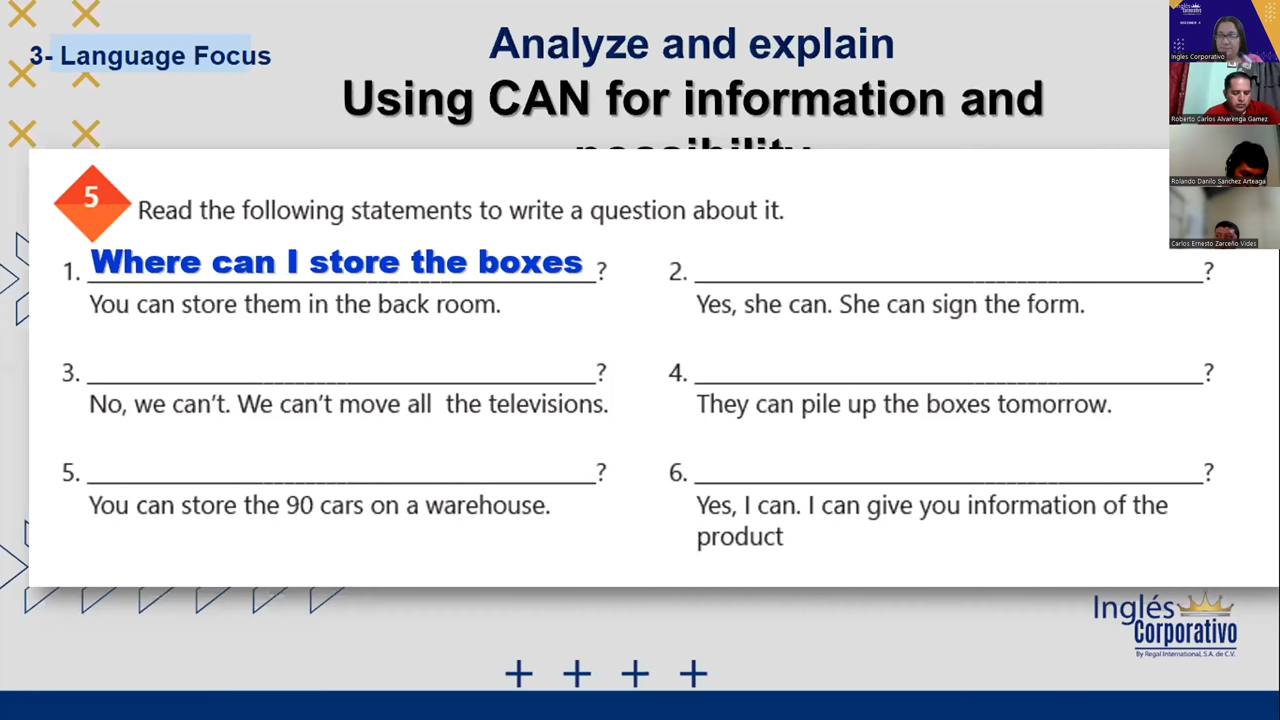 3- Language Focus
Analyze and explain
Using CAN for information and
possibility
5
Read the following statements to write a question about it.
1. Where can I store the boxes ?
You can store them in the back room.
2. ?
Yes, she can. She can sign the form.
3. ?
No, we can't. We can't move all the televisions.
4. ?
They can pile up the boxes tomorrow.
5. ?
You can store the 90 cars on a warehouse.
6. ?
Yes, I can. I can give you information of the
product
Inglés
Corporativo
By Regal International, S.A. de C.V.
Ingles Corporativo
Roberto Carlos Alvarenga Gamez
Rolando Danilo Sanchez Arteaga
Carlos Ernesto Zarceño Vides